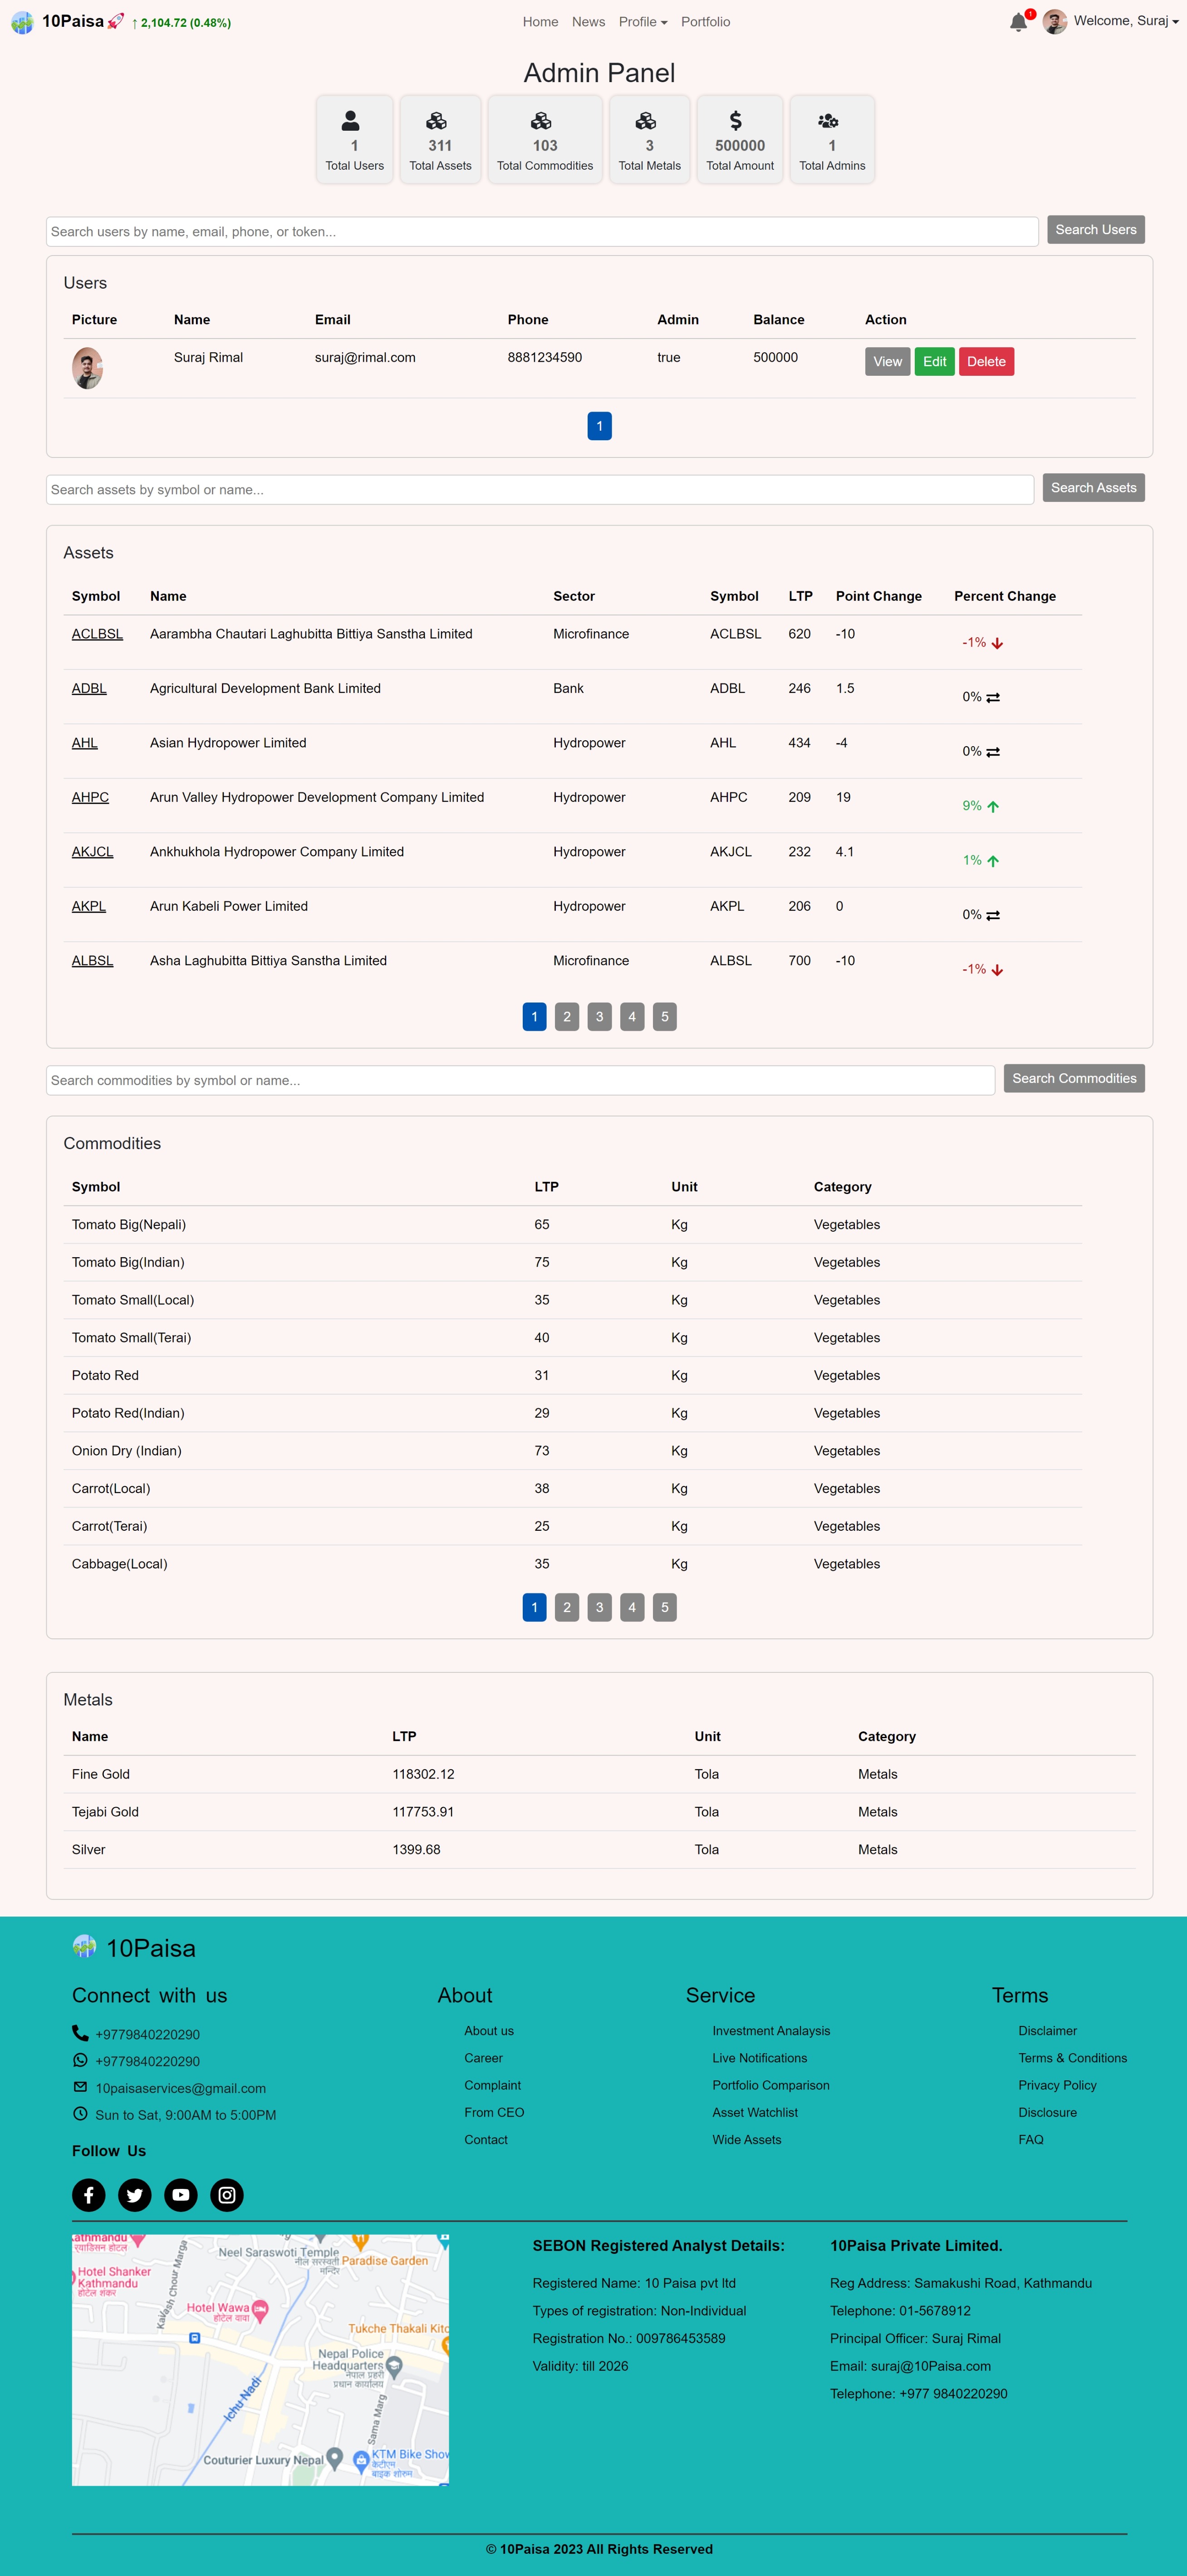 10Paisa🚀 ↑ 2,104.72 (0.48%)
Home News Profile Portfolio
1
Welcome, Suraj
Admin Panel
1 311 103 3 500000 1
Total Users Total Assets Total Commodities Total Metals Total Amount Total Admins
Search users by name, email, phone, or token... Search Users
Users
Picture Name Email Phone Admin Balance Action
Suraj Rimal suraj@rimal.com 8881234590 true 500000 View Edit Delete
1
Search assets by symbol or name... Search Assets
Assets
Symbol Name Sector Symbol LTP Point Change Percent Change
ACLBSL Aarambha Chautari Laghubitta Bittiya Sanstha Limited Microfinance ACLBSL 620 -10 -1%
ADBL Agricultural Development Bank Limited Bank ADBL 246 1.5 0%
AHL Asian Hydropower Limited Hydropower AHL 434 -4 0%
AHPC Arun Valley Hydropower Development Company Limited Hydropower AHPC 209 19 9%
AKJCL Ankhukhola Hydropower Company Limited Hydropower AKJCL 232 4.1 1%
AKPL Arun Kabeli Power Limited Hydropower AKPL 206 0 0%
ALBSL Asha Laghubitta Bittiya Sanstha Limited Microfinance ALBSL 700 -10 -1%
1 2 3 4 5
Search commodities by symbol or name... Search Commodities
Commodities
Symbol LTP Unit Category
Tomato Big(Nepali) 65 Kg Vegetables
Tomato Big(Indian) 75 Kg Vegetables
Tomato Small(Local) 35 Kg Vegetables
Tomato Small(Terai) 40 Kg Vegetables
Potato Red 31 Kg Vegetables
Potato Red(Indian) 29 Kg Vegetables
Onion Dry (Indian) 73 Kg Vegetables
Carrot(Local) 38 Kg Vegetables
Carrot(Terai) 25 Kg Vegetables
Cabbage(Local) 35 Kg Vegetables
1 2 3 4 5
Metals
Name LTP Unit Category
Fine Gold 118302.12 Tola Metals
Tejabi Gold 117753.91 Tola Metals
Silver 1399.68 Tola Metals
10Paisa
Connect with us
+9779840220290
+9779840220290
10paisaservices@gmail.com
Sun to Sat, 9:00AM to 5:00PM
Follow Us
About
About us
Career
Complaint
From CEO
Contact
Service
Investment Analaysis
Live Notifications
Portfolio Comparison
Asset Watchlist
Wide Assets
Terms
Disclaimer
Terms & Conditions
Privacy Policy
Disclosure
FAQ
Neel Saraswoti Temple
नील सरस्वती
मन्दिर
Paradise Garden
Hotel Shanker
Kathmandu
होटेल शंकर
Hotel Wawa
होटेल वावा
Tukche Thakali Kitc
Nepal Police
Headquarters
नेपाल प्रहरी
प्रधान कार्यालय
Ichu Nadi
Sama Marg
Couturier Luxury Nepal
KTM Bike Show
केटीएम
बाइक शोरुम
SEBON Registered Analyst Details:
Registered Name: 10 Paisa pvt ltd
Types of registration: Non-Individual
Registration No.: 009786453589
Validity: till 2026
10Paisa Private Limited.
Reg Address: Samakushi Road, Kathmandu
Telephone: 01-5678912
Principal Officer: Suraj Rimal
Email: suraj@10Paisa.com
Telephone: +977 9840220290
© 10Paisa 2023 All Rights Reserved